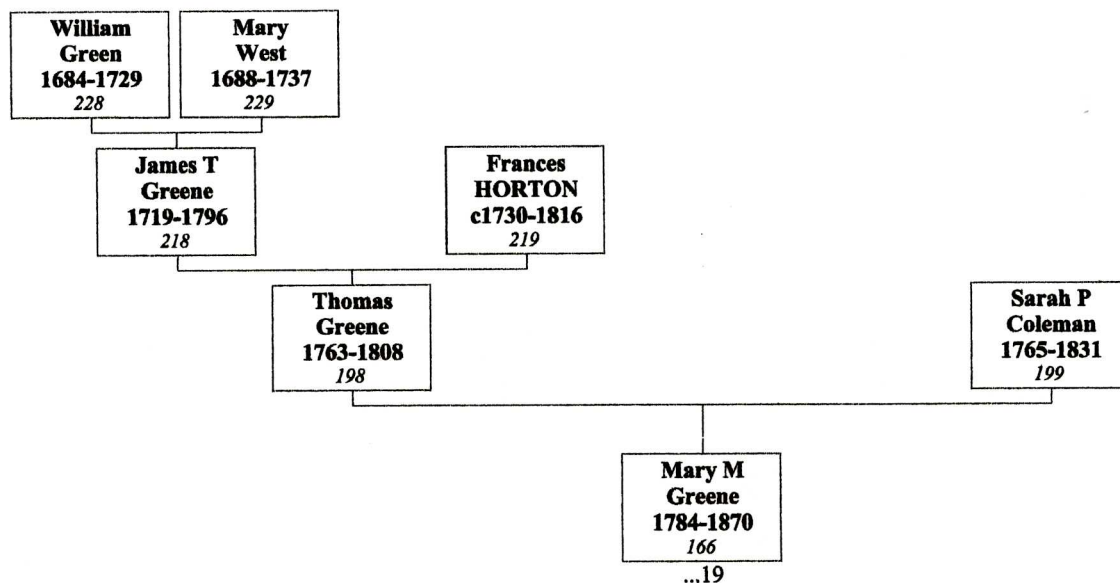 William
Green
1684-1729
228
Mary
West
1688-1737
229
James T
Greene
1719-1796
218
Frances
HORTON
c1730-1816
219
Thomas
Greene
1763-1808
198
Sarah P
Coleman
1765-1831
199
Mary M
Greene
1784-1870
166
...19